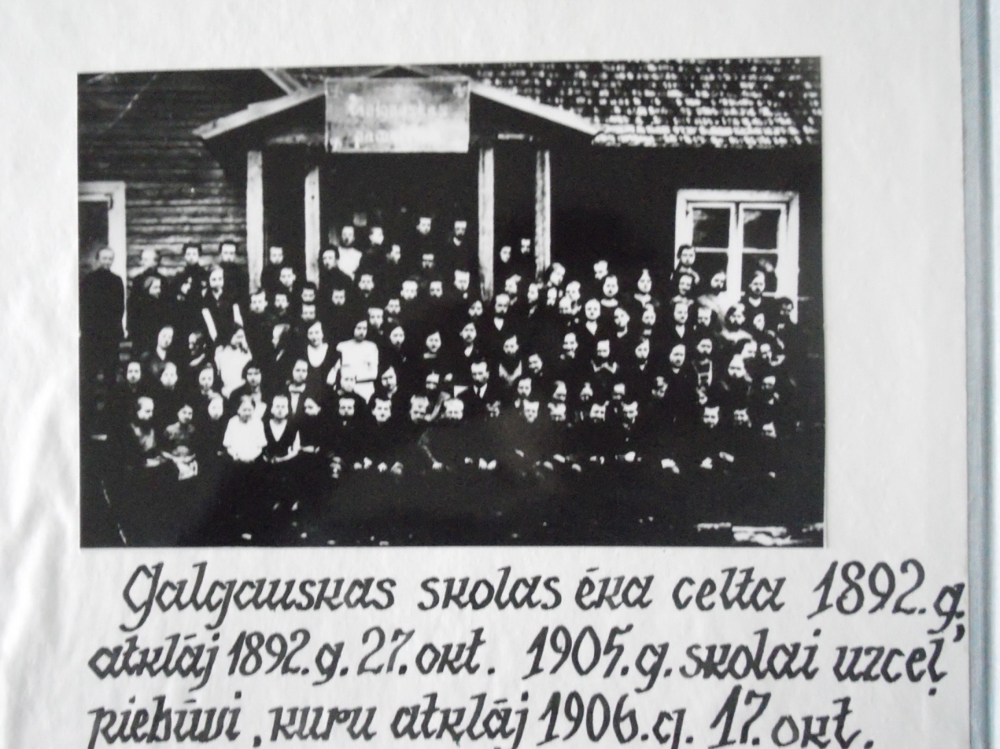 Galgauskas skolas ēka celta 1892.g.,
atklāj 1892.g. 27. okt. 1905.g. skolai uzceļ
piebūvi, kuru atklāj 1906.g. 17. okt.